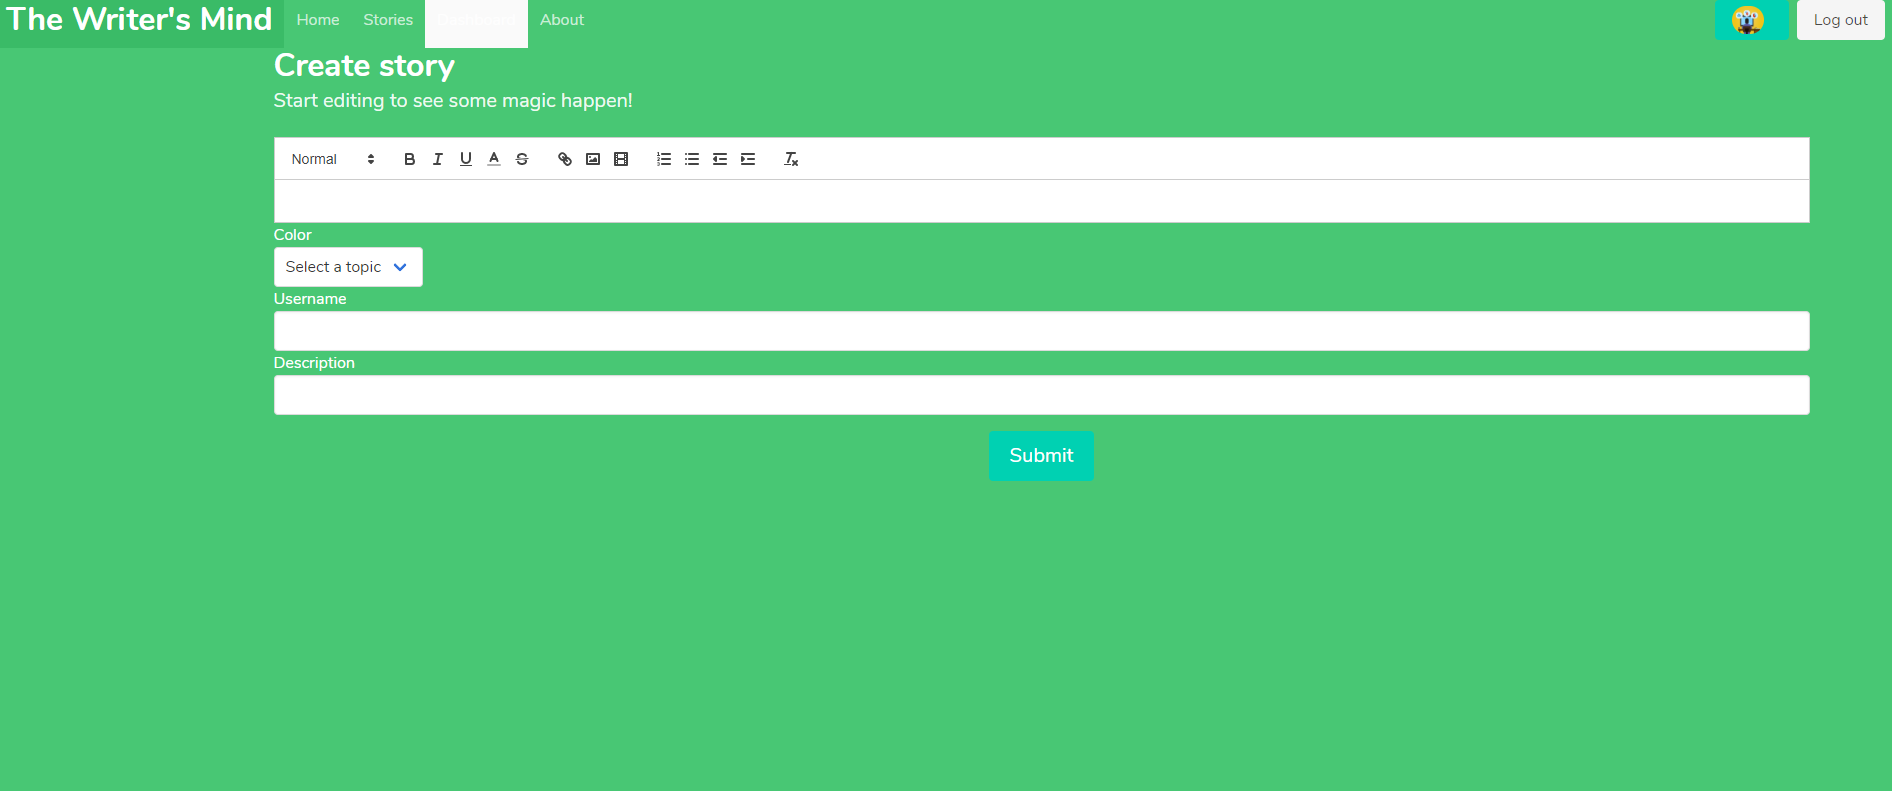 The Writer's Mind Home Stories About Log out
Create story
Start editing to see some magic happen!
Normal
Color
Select a topic
Username
Description
Submit